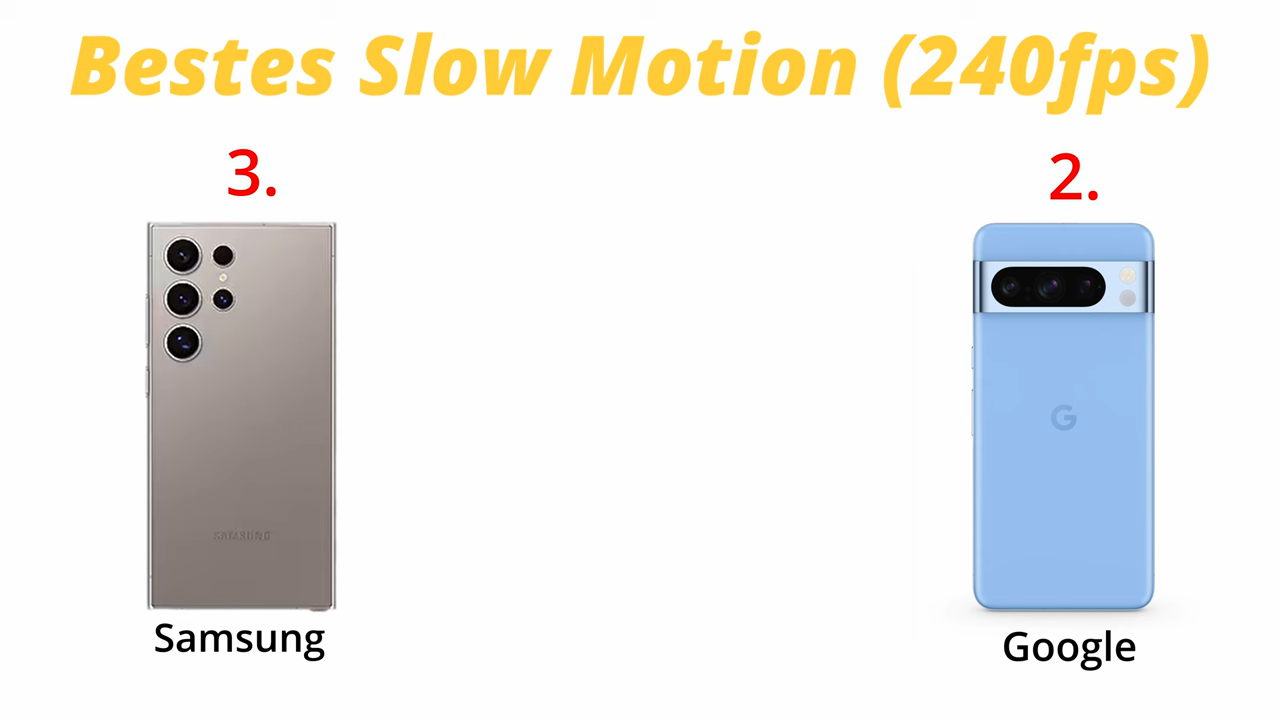 Bestes Slow Motion (240fps)
3.
2.
SAMSUNG
G
Samsung
Google